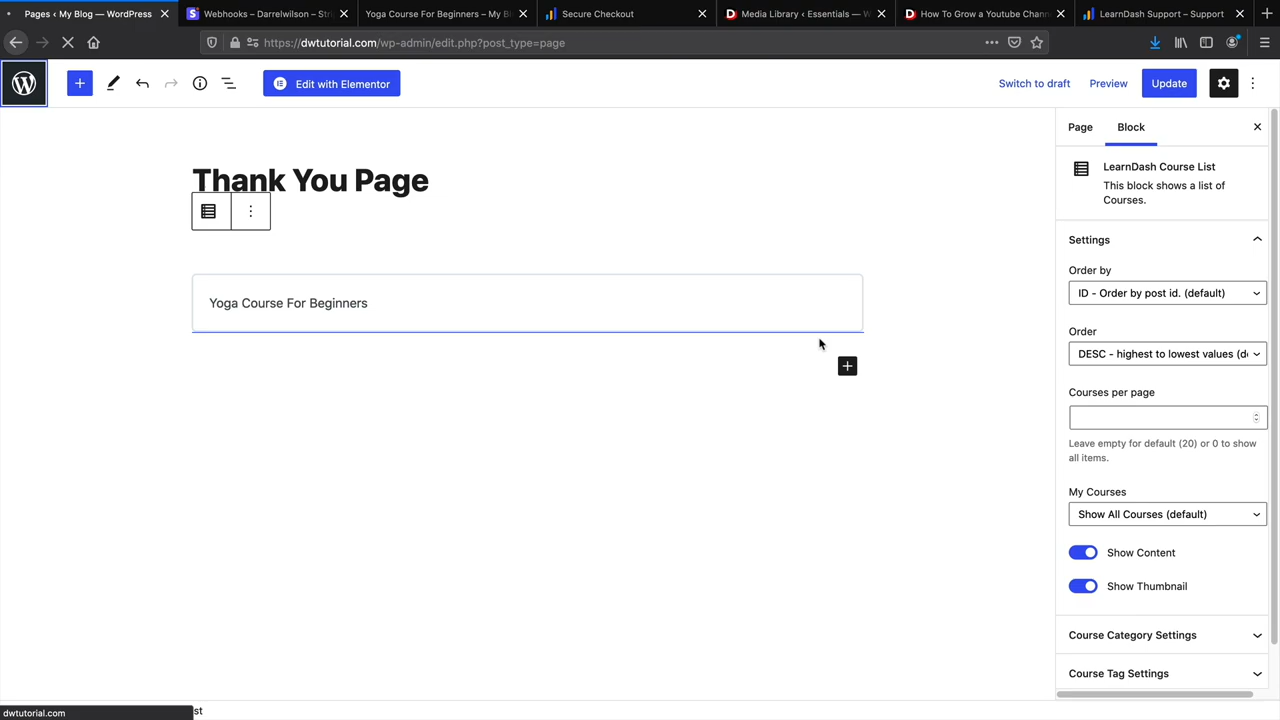 Pages ‹ My Blog — WordPress
Webhooks – Darrelwilson – Stri
Yoga Course For Beginners – My Bl
Secure Checkout
Media Library ‹ Essentials — W
How To Grow a Youtube Chann
LearnDash Support – Support
https://dwtutorial.com/wp-admin/edit.php?post_type=page
Edit with Elementor
Switch to draft
Preview
Update
Page
Block
Thank You Page
LearnDash Course List
This block shows a list of
Courses.
Settings
Yoga Course For Beginners
Order by
ID - Order by post id. (default)
Order
DESC - highest to lowest values (de
Courses per page
Leave empty for default (20) or 0 to show
all items.
My Courses
Show All Courses (default)
Show Content
Show Thumbnail
Course Category Settings
Course Tag Settings
dwtutorial.com
st